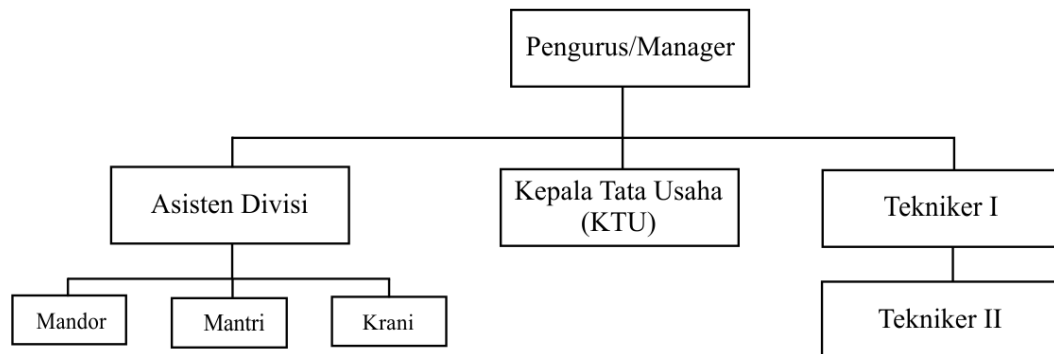 Pengurus/Manager
Asisten Divisi
Kepala Tata Usaha
(KTU)
Tekniker I
Mandor
Mantri
Krani
Tekniker II